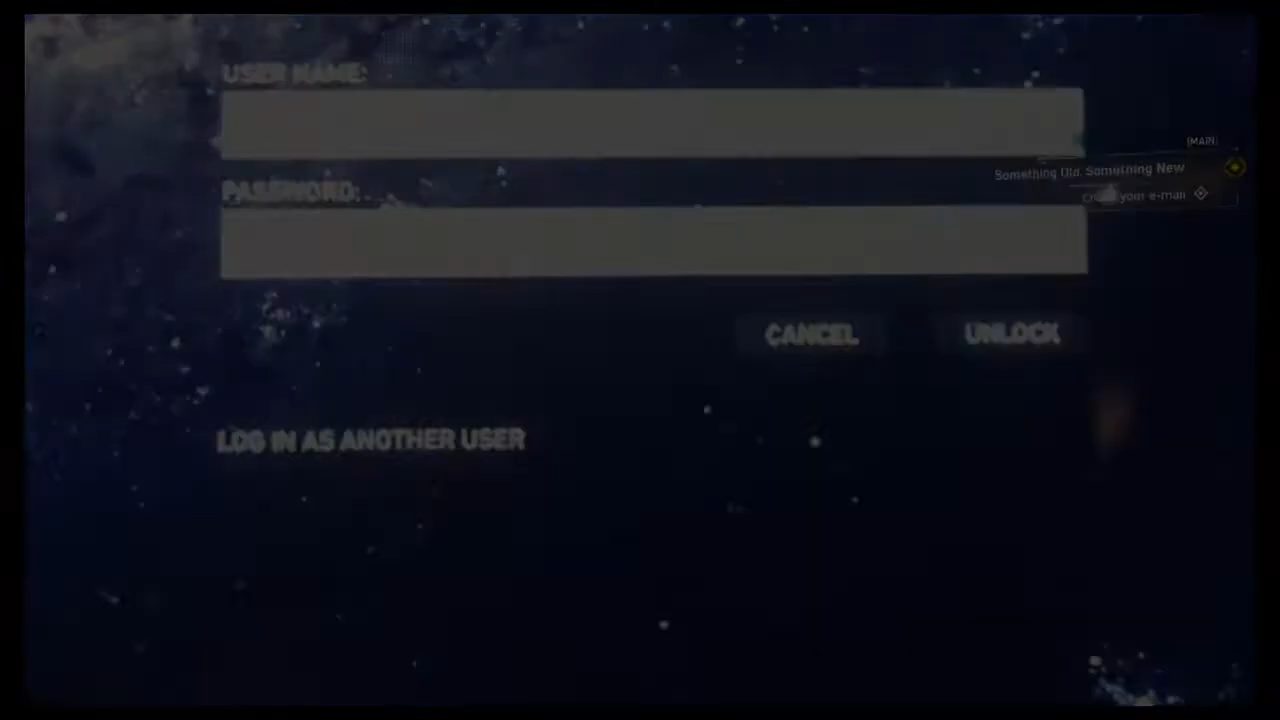 USER NAME:
[MAP]
Something Old, Something New
PASSWORD:
your e-mail
CANCEL
UNLOCK
LOG IN AS ANOTHER USER